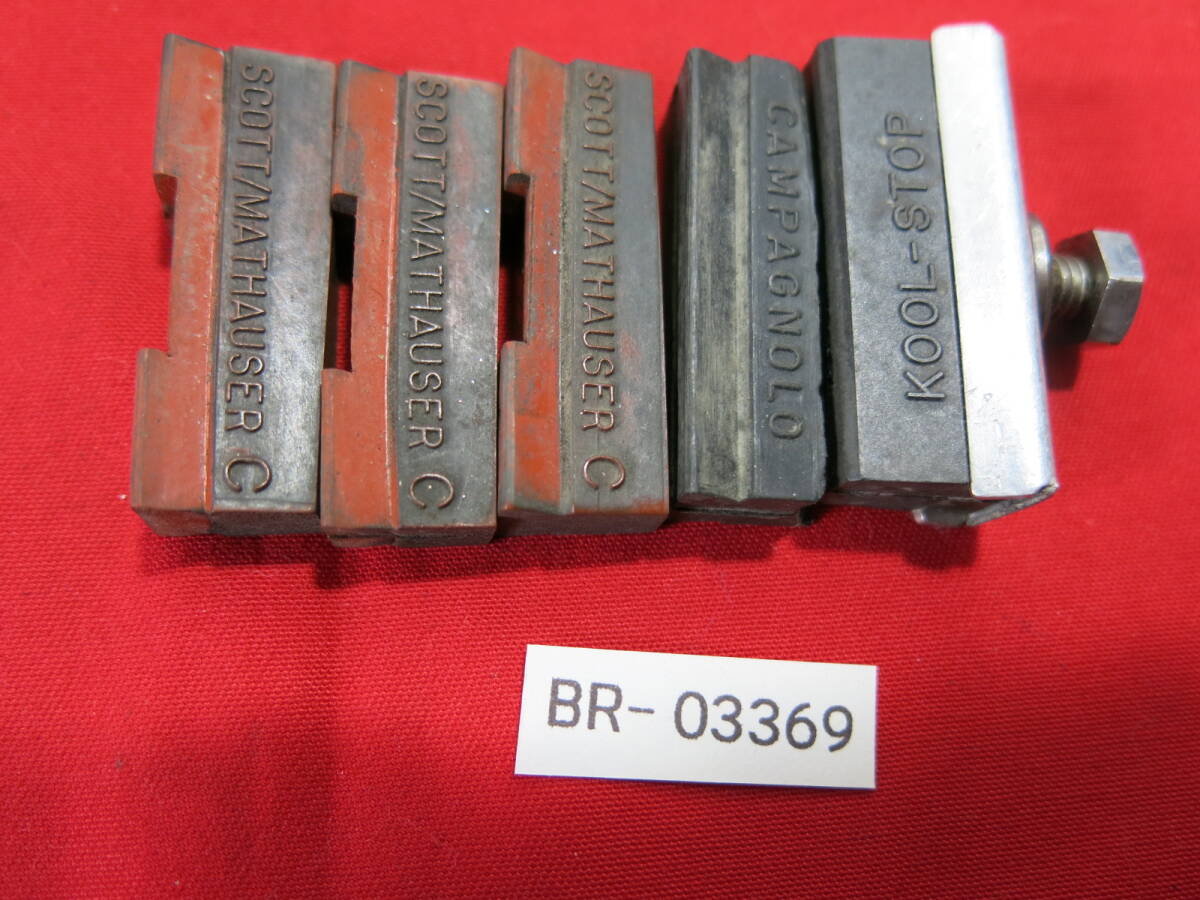 SCOTT/MATHAUSER C
SCOTT/MATHAUSER C
SCOTT/MATHAUSER C
CAMPAGNOLO
KOOL-STOP
BR- 03369